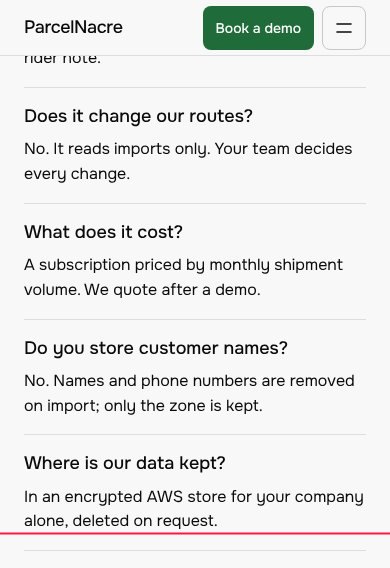 ParcelNacre
Book a demo
rider note.
Does it change our routes?
No. It reads imports only. Your team decides
every change.
What does it cost?
A subscription priced by monthly shipment
volume. We quote after a demo.
Do you store customer names?
No. Names and phone numbers are removed
on import; only the zone is kept.
Where is our data kept?
In an encrypted AWS store for your company
alone, deleted on request.